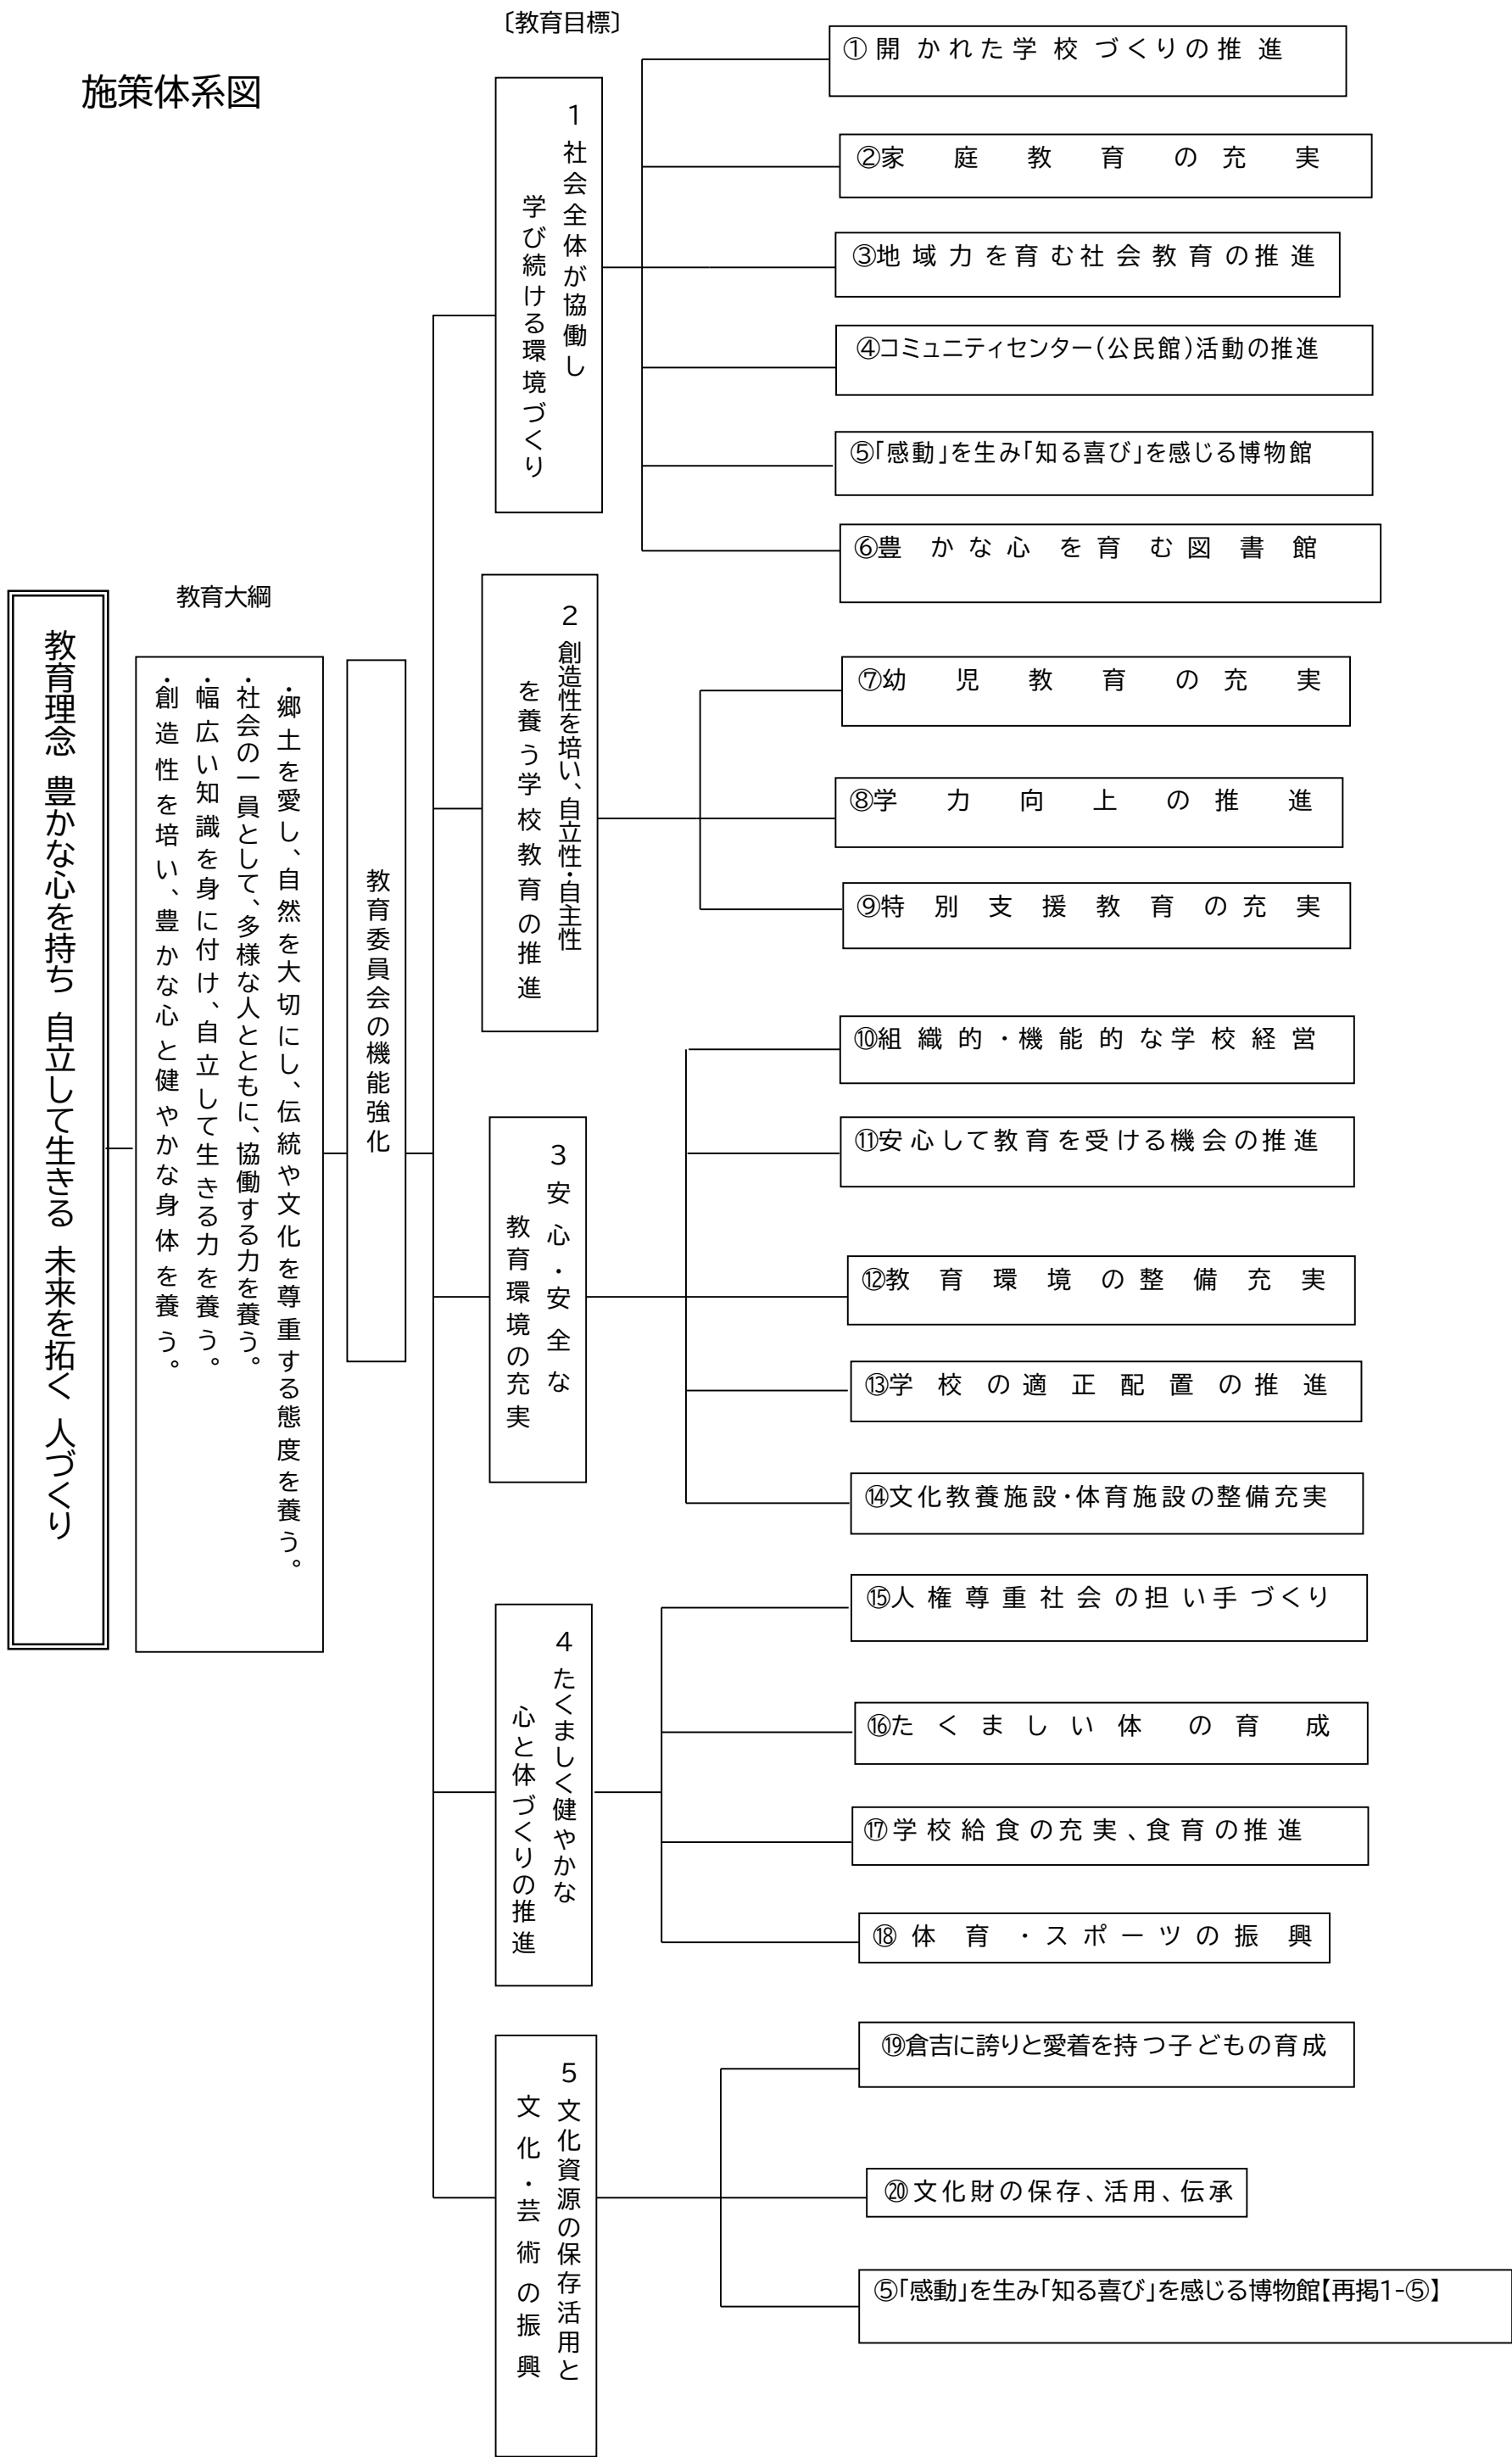 施策体系図
教育理念 豊かな心を持ち 自立して生きる 未来を拓く 人づくり
教育大綱
・郷土を愛し、自然を大切にし、伝統や文化を尊重する態度を養う。
・社会の一員として、多様な人とともに、協働する力を養う。
・幅広い知識を身に付け、自立して生きる力を養う。
・創造性を培い、豊かな心と健やかな身体を養う。
教育委員会の機能強化
〔教育目標〕
1 社会全体が協働し
学び続ける環境づくり
①開かれた学校づくりの推進
②家庭教育の充実
③地域力を育む社会教育の推進
④コミュニティセンター(公民館)活動の推進
⑤「感動」を生み「知る喜び」を感じる博物館
⑥豊かな心を育む図書館
2 創造性を培い、自立性・自主性
を養う学校教育の推進
⑦幼児教育の充実
⑧学力向上の推進
⑨特別支援教育の充実
3 安心・安全な
教育環境の充実
⑩組織的・機能的な学校経営
⑪安心して教育を受ける機会の推進
⑫教育環境の整備充実
⑬学校の適正配置の推進
⑭文化教養施設・体育施設の整備充実
4 たくましく健やかな
心と体づくりの推進
⑮人権尊重社会の担い手づくり
⑯たくましい体の育成
⑰学校給食の充実、食育の推進
⑱体育・スポーツの振興
5 文化資源の保存活用と
文化・芸術の振興
⑲倉吉に誇りと愛着を持つ子どもの育成
⑳文化財の保存、活用、伝承
⑤「感動」を生み「知る喜び」を感じる博物館【再掲1-⑤】